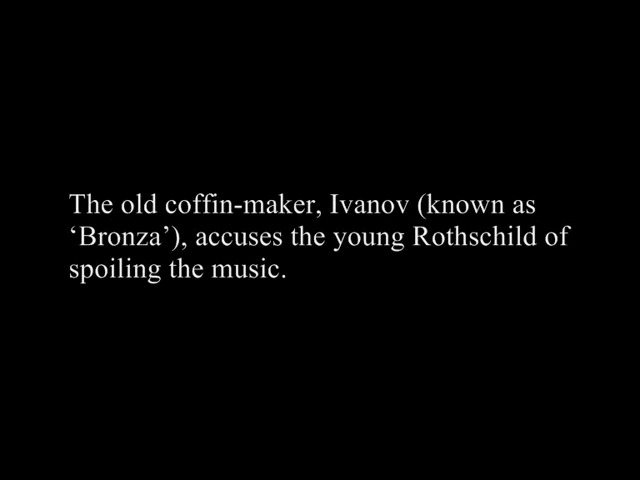 The old coffin-maker, Ivanov (known as
‘Bronza’), accuses the young Rothschild of
spoiling the music.